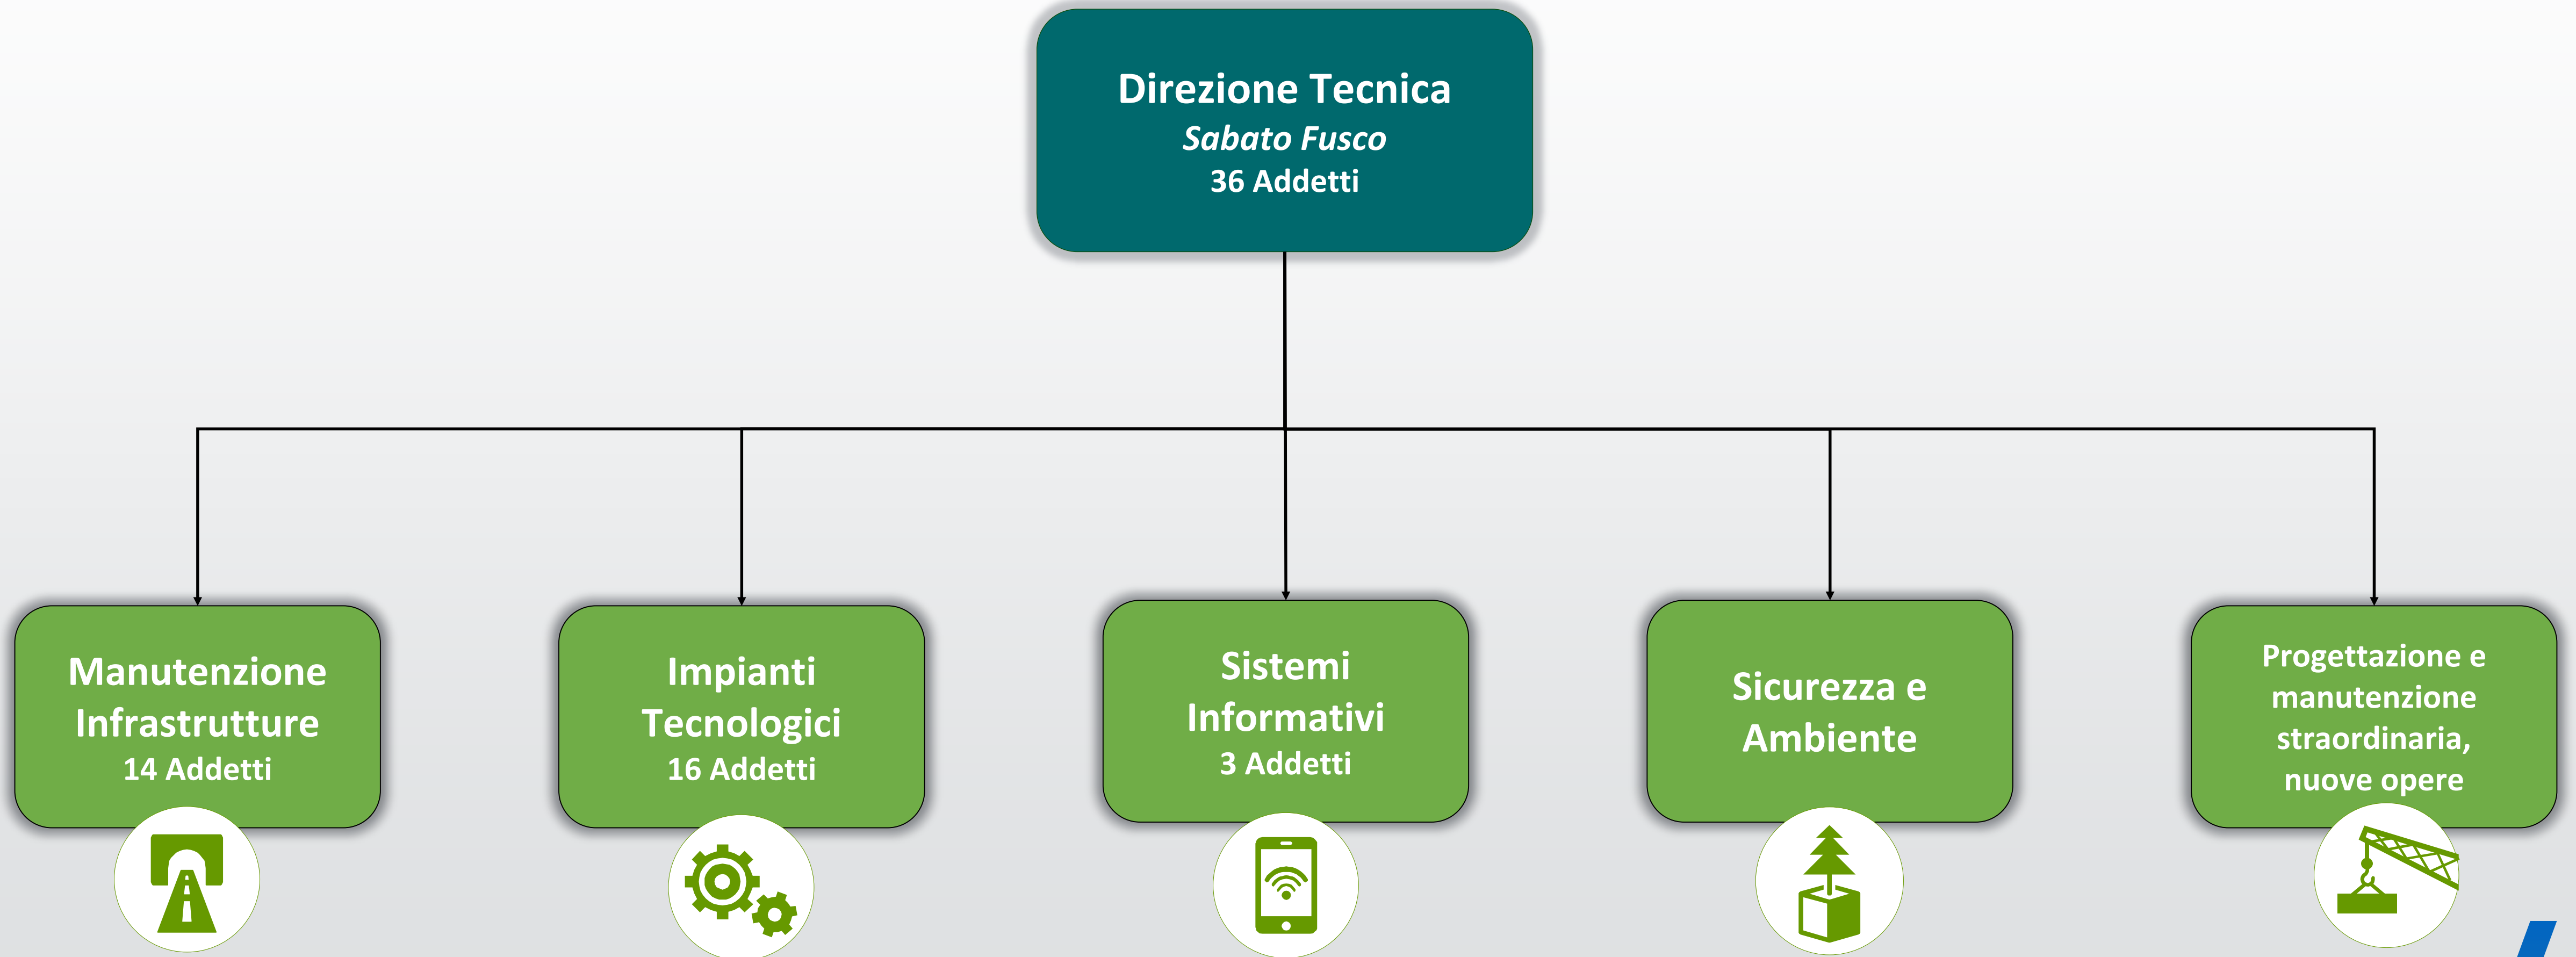 Direzione Tecnica
Sabato Fusco
36 Addetti
Manutenzione
Infrastrutture
14 Addetti
Impianti
Tecnologici
16 Addetti
Sistemi
Informativi
3 Addetti
Sicurezza e
Ambiente
Progettazione e
manutenzione
straordinaria,
nuove opere